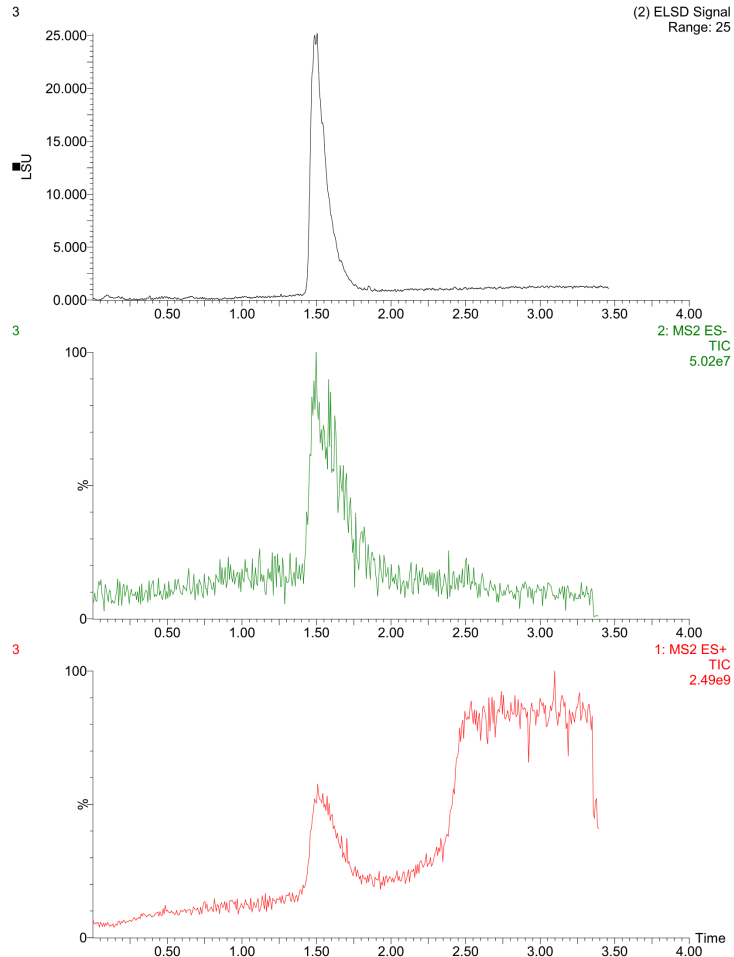 3
(2) ELSD Signal
Range: 25
LSU
25.000
20.000
15.000
10.000
5.000
0.000
0.50 1.00 1.50 2.00 2.50 3.00 3.50 4.00
3
2: MS2 ES-
TIC
5.02e7
100
%
0
0.50 1.00 1.50 2.00 2.50 3.00 3.50 4.00
3
1: MS2 ES+
TIC
2.49e9
100
%
0
Time
0.50 1.00 1.50 2.00 2.50 3.00 3.50 4.00